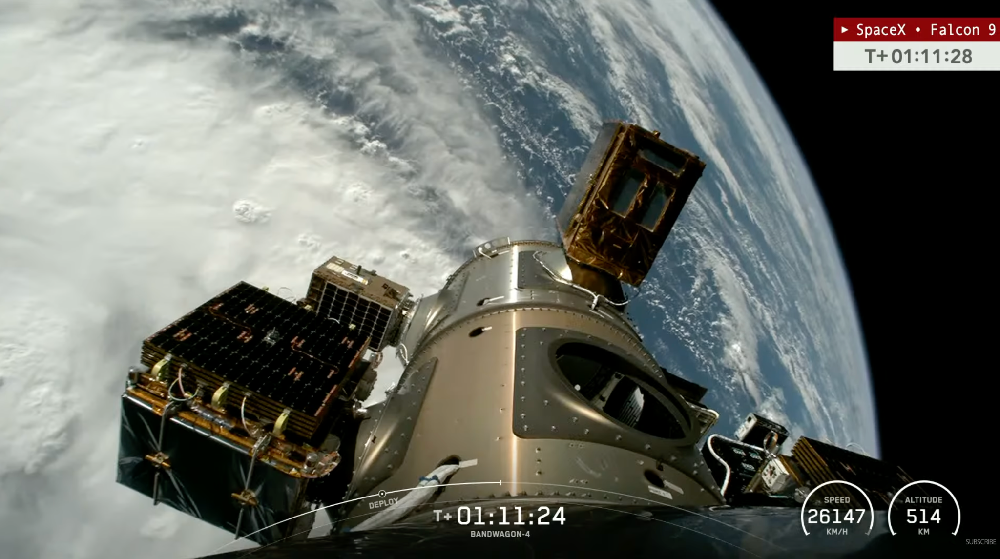 SpaceX • Falcon 9
T+01:11:28
DEPLOY
T+ 01:11:24
BANDWAGON-4
SPEED
26147
KM/H
ALTITUDE
514
KM
SUBSCRIBE